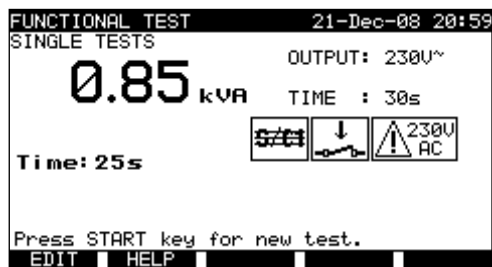 FUNCTIONAL TEST 21-Dec-08 20:59
SINGLE TESTS
OUTPUT: 230V~
0.85 kVA
TIME : 30s
S/C1
230V
AC
Time: 25s
Press START key for new test.
EDIT HELP